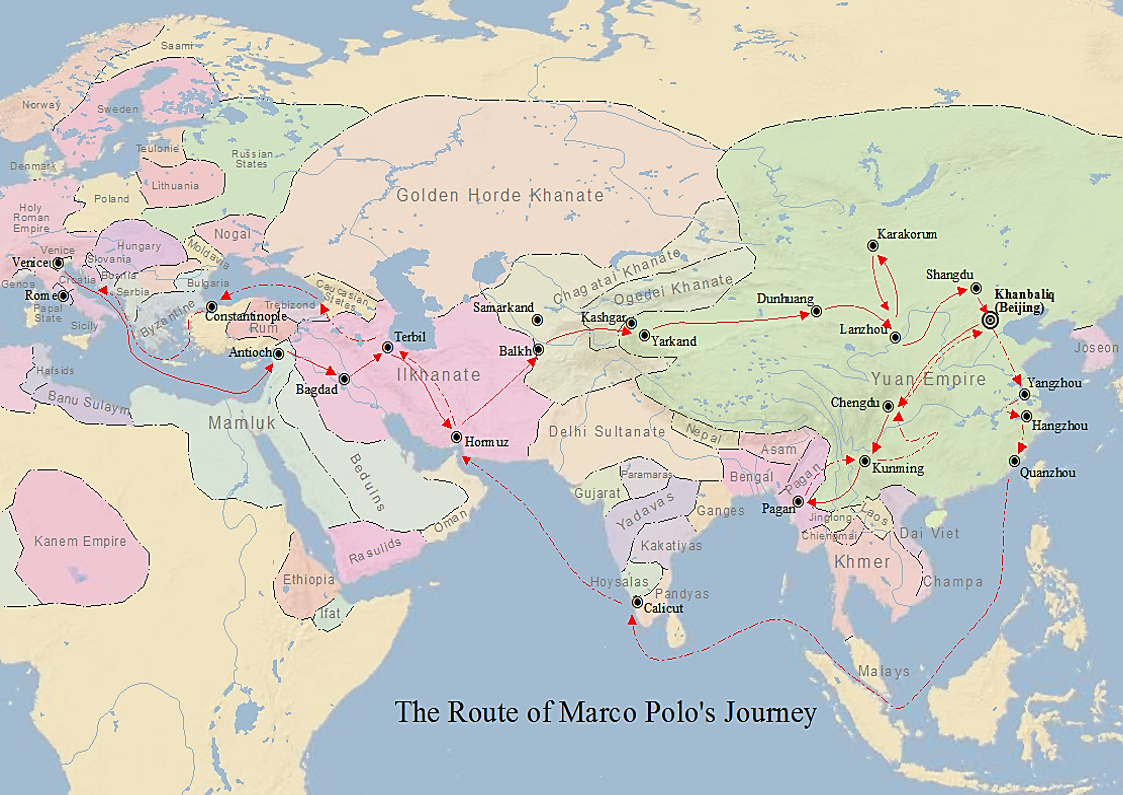 Saami
Norway
Sweden
Denmark
Teulonie
Lithuania
Russian
States
Poland
Holy
Roman
Empire
Golden Horde Khanate
Nogai
Hungary
Moldavia
Venice
Venice
Slovania
Croatia
Bosnia
Serbia
Bulgaria
Genoa
Rome
Papal
State
Sicily
Byzantine
Constantinople
Trebizond
Rum
Caucasian
States
Chagatai Khanate
Ogedei Khanate
Karakorum
Shangdu
Khanbaliq
(Beijing)
Dunhuang
Lanzhou
Samarkand
Kashgar
Yarkand
Balkh
Terbil
Antioch
Bagdad
Ilkhanate
Hormuz
Joseon
Yuan Empire
Yangzhou
Chengdu
Hangzhou
Kunming
Quanzhou
Hafsids
Banu Sulaym
Mamluk
Beduins
Delhi Sultanate
Nepal
Assam
Bengal
Pagan
Pagan
Paramaras
Gujarat
Yadavas
Ganges
Kakatiyas
Jinglong
Chiengmai
Laos
Dai Viet
Khmer
Champa
Oman
Rasulids
Kanem Empire
Ethiopia
Ifat
Hoysalas
Pandyas
Calicut
Malays
The Route of Marco Polo's Journey